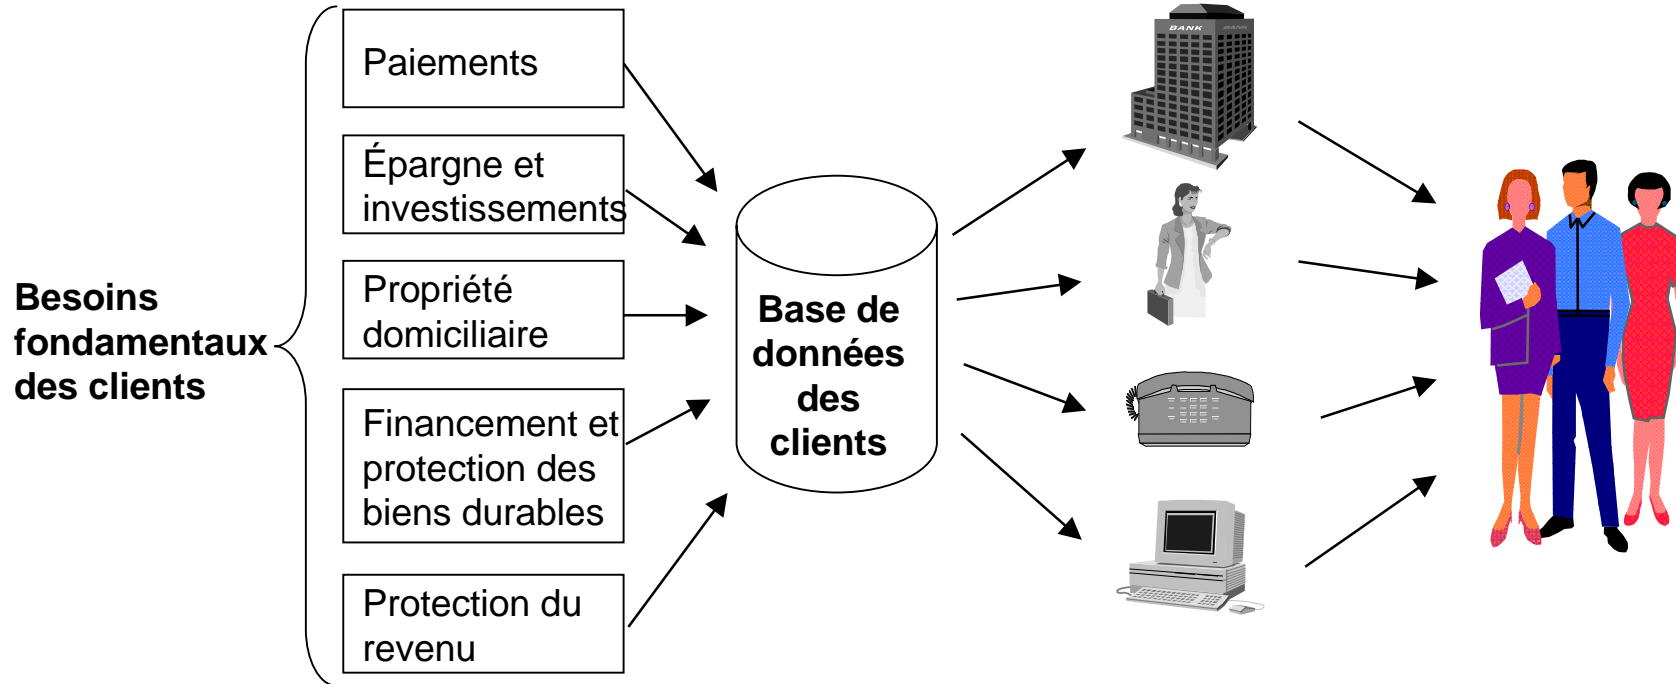 Besoins
fondamentaux
des clients
Paiements
Épargne et
investissements
Propriété
domiciliaire
Financement et
protection des
biens durables
Protection du
revenu
Base de
données
des
clients
BANK
BANK